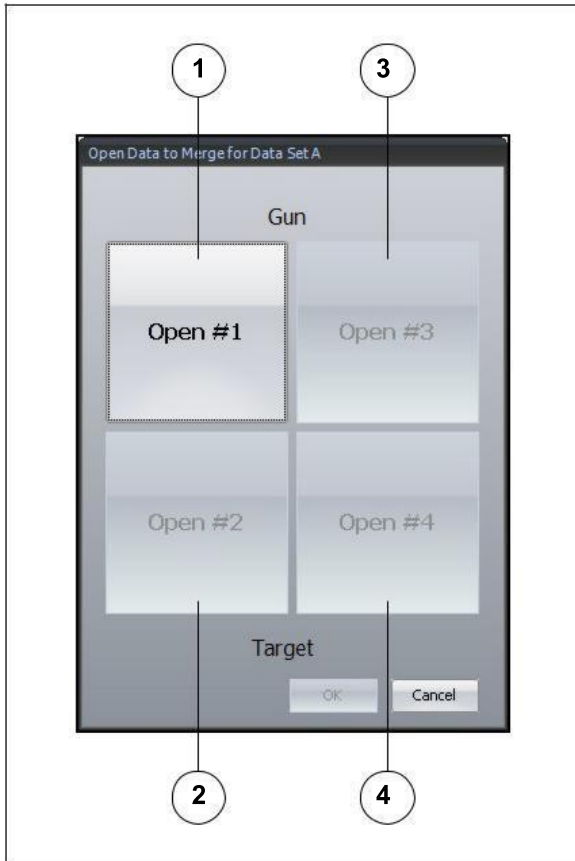 1 3
Open Data to Merge for Data Set A
Gun
Open #1 Open #3
Open #2 Open #4
Target
OK Cancel
2 4